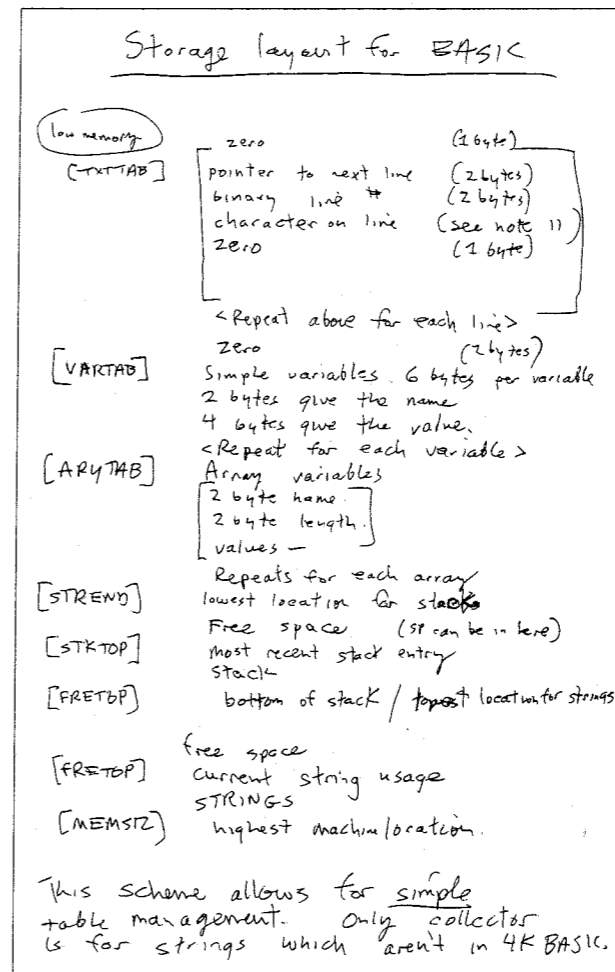 Storage layout for BASIC
low memory
zero (1 byte)
[TXTTAB] pointer to next line (2 bytes)
binary line # (2 bytes)
character on line (see note 11)
zero (1 byte)
<Repeat above for each line>
zero (2 bytes)
[VARTAB] Simple variables. 6 bytes per variable
2 bytes give the name
4 bytes give the value.
<Repeat for each variable>
[ARYTAB] Array variables
2 byte name.
2 byte length.
values —
Repeats for each array
[STREND] lowest location for stack
Free space (SP can be in here)
[STKTOP] most recent stack entry
stack
[FRETOP] bottom of stack / location for strings
free space
[FRETOP] current string usage
STRINGS
[MEMSIZ] highest machine location.
This scheme allows for simple
table management. Only collector
is for strings which aren't in 4K BASIC.